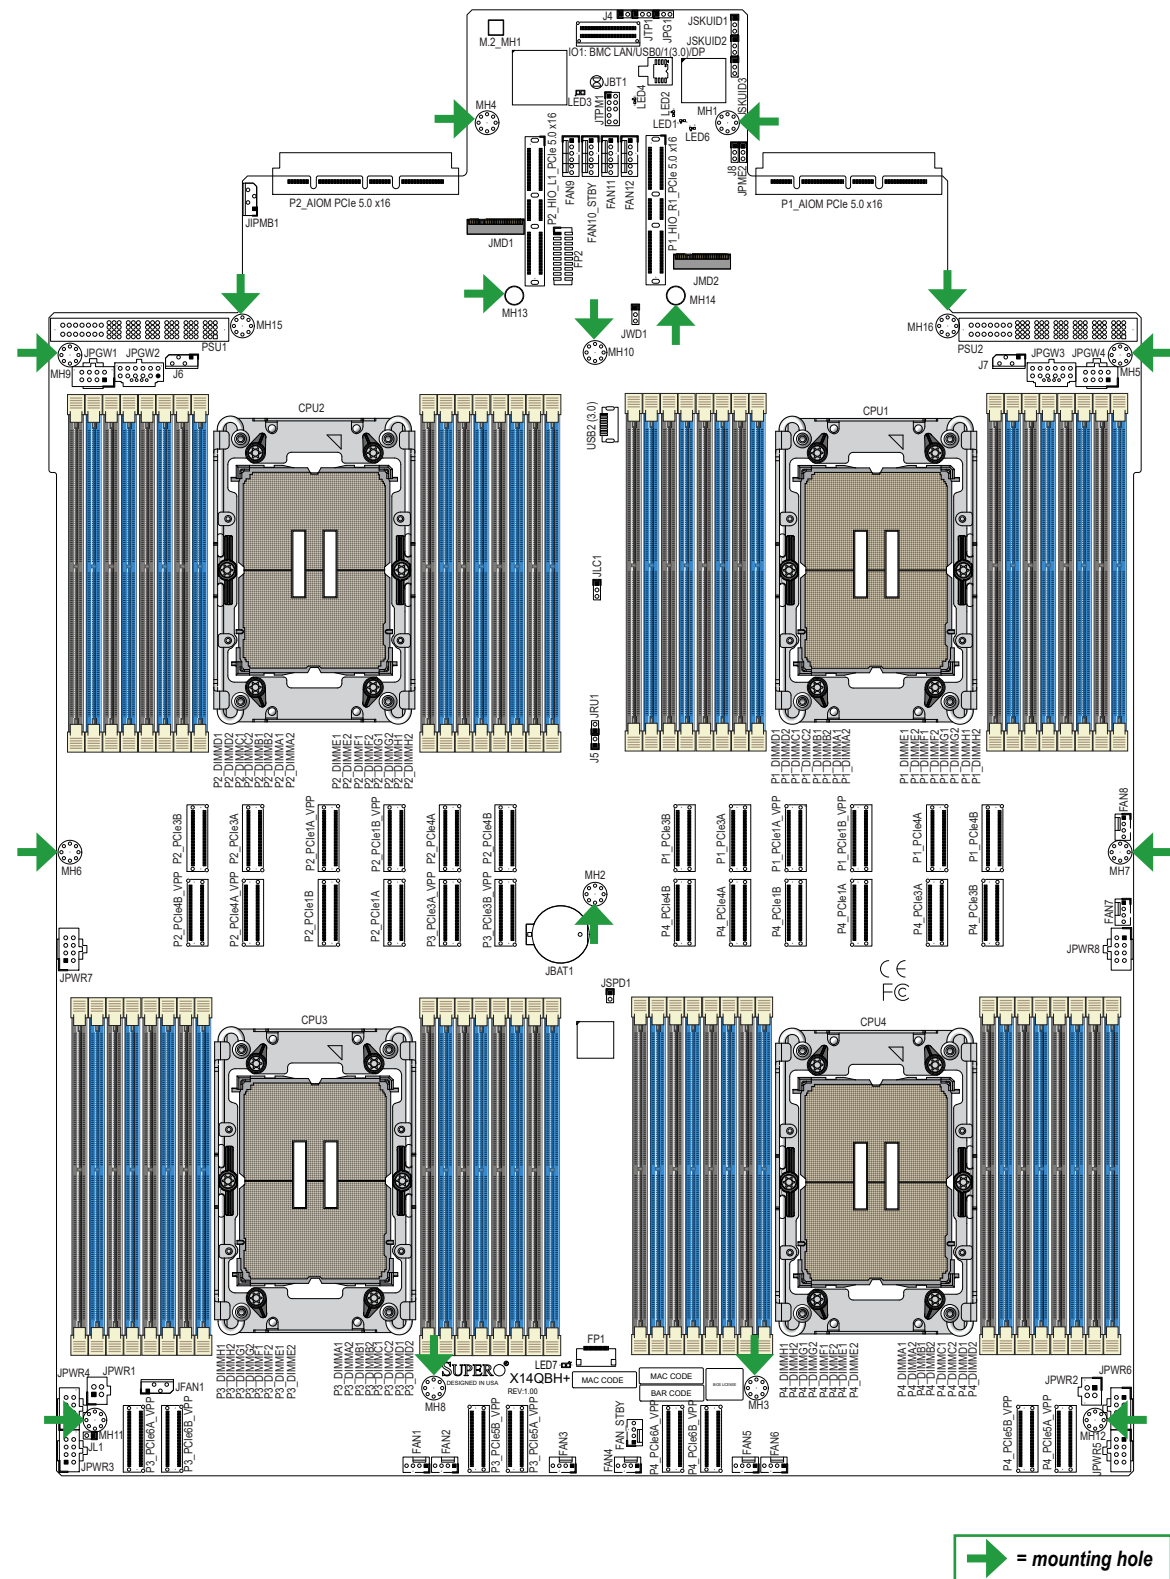 J4
JTP1
JPG1
JSKUID1
JSKUID2
JSKUID3
M.2_MH1
IO1: BMC LAN/USB0/1(3.0)/DP
JBT1
LED3
JTPM1
LED4
LED2
MH1
LED1
LED6
MH4
J8
JPME2
P2_AIOM PCIe 5.0 x16
P1_AIOM PCIe 5.0 x16
JIPMB1
P2_HIO_L1_PCIe 5.0 x16
FAN9
FAN10_STBY
FAN11
FAN12
P1_HIO_R1_PCIe 5.0 x16
JMD1
FP2
JMD2
MH13
MH14
JWD1
MH15
MH16
MH10
PSU1
PSU2
MH9
JPGW1
JPGW2
J6
J7
JPGW3
JPGW4
MH5
CPU2
CPU1
USB2 (3.0)
JLC1
JRU1
J5
P2_DIMMD1
P2_DIMMD2
P2_DIMMC1
P2_DIMMC2
P2_DIMMB1
P2_DIMMB2
P2_DIMMA1
P2_DIMMA2
P2_DIMME1
P2_DIMME2
P2_DIMMF1
P2_DIMMF2
P2_DIMMG1
P2_DIMMG2
P2_DIMMH1
P2_DIMMH2
P1_DIMMD1
P1_DIMMD2
P1_DIMMC1
P1_DIMMC2
P1_DIMMB1
P1_DIMMB2
P1_DIMMA1
P1_DIMMA2
P1_DIMME1
P1_DIMME2
P1_DIMMF1
P1_DIMMF2
P1_DIMMG1
P1_DIMMG2
P1_DIMMH1
P1_DIMMH2
P2_PCIe3B
P2_PCIe3A
P2_PCIe1A_VPP
P2_PCIe1B_VPP
P2_PCIe4A
P2_PCIe4B
P1_PCIe3B
P1_PCIe3A
P1_PCIe1A_VPP
P1_PCIe1B_VPP
P1_PCIe4A
P1_PCIe4B
FAN8
MH6
MH7
MH2
P2_PCIe4B_VPP
P2_PCIe4A_VPP
P2_PCIe1B
P2_PCIe1A
P3_PCIe3A_VPP
P3_PCIe3B_VPP
P4_PCIe4B
P4_PCIe4A
P4_PCIe1B
P4_PCIe1A
P4_PCIe3A
P4_PCIe3B
FAN7
JPWR7
JBAT1
JPWR8
CE
FC
JSPD1
CPU3
CPU4
P3_DIMMH1
P3_DIMMH2
P3_DIMMG1
P3_DIMMG2
P3_DIMMF1
P3_DIMMF2
P3_DIMME1
P3_DIMME2
P3_DIMMA1
P3_DIMMA2
P3_DIMMB1
P3_DIMMB2
P3_DIMMC1
P3_DIMMC2
P3_DIMMD1
P3_DIMMD2
P4_DIMMH1
P4_DIMMH2
P4_DIMMG1
P4_DIMMG2
P4_DIMMF1
P4_DIMMF2
P4_DIMME1
P4_DIMME2
P4_DIMMA1
P4_DIMMA2
P4_DIMMB1
P4_DIMMB2
P4_DIMMC1
P4_DIMMC2
P4_DIMMD1
P4_DIMMD2
FP1
LED7
SUPERO®
DESIGNED IN USA
X14QBH+
REV:1.00
MAC CODE
MAC CODE
BAR CODE
BIOS LICENSE
JPWR4
JPWR1
JFAN1
MH8
MH3
JPWR2
JPWR6
MH11
JL1
JPWR3
P3_PCIe6A_VPP
P3_PCIe6B_VPP
FAN1
FAN2
P3_PCIe5B_VPP
P3_PCIe5A_VPP
FAN3
FAN4
FAN_STBY
P4_PCIe6A_VPP
P4_PCIe6B_VPP
FAN5
FAN6
P4_PCIe5B_VPP
P4_PCIe5A_VPP
MH12
JPWR5
= mounting hole